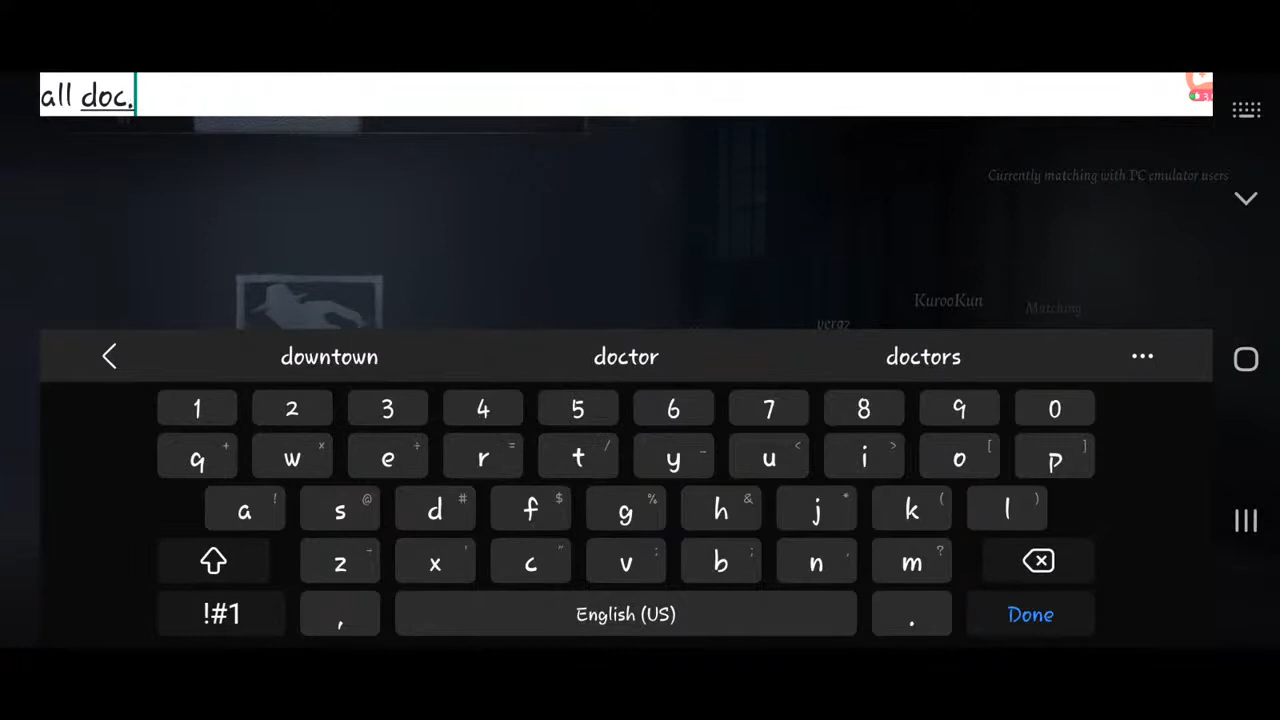 all doc.
Currently matching with PC emulator users
KurooKun
Matching
veraz
downtown doctor doctors
1 2 3 4 5 6 7 8 9 0
q + w × e ÷ r = t / y _ u < i > o [ p ]
a ! s @ d # f $ g % h & j * k ( l )
z - x ' c " v : b ; n , m ?
!#1 , English (US) . Done